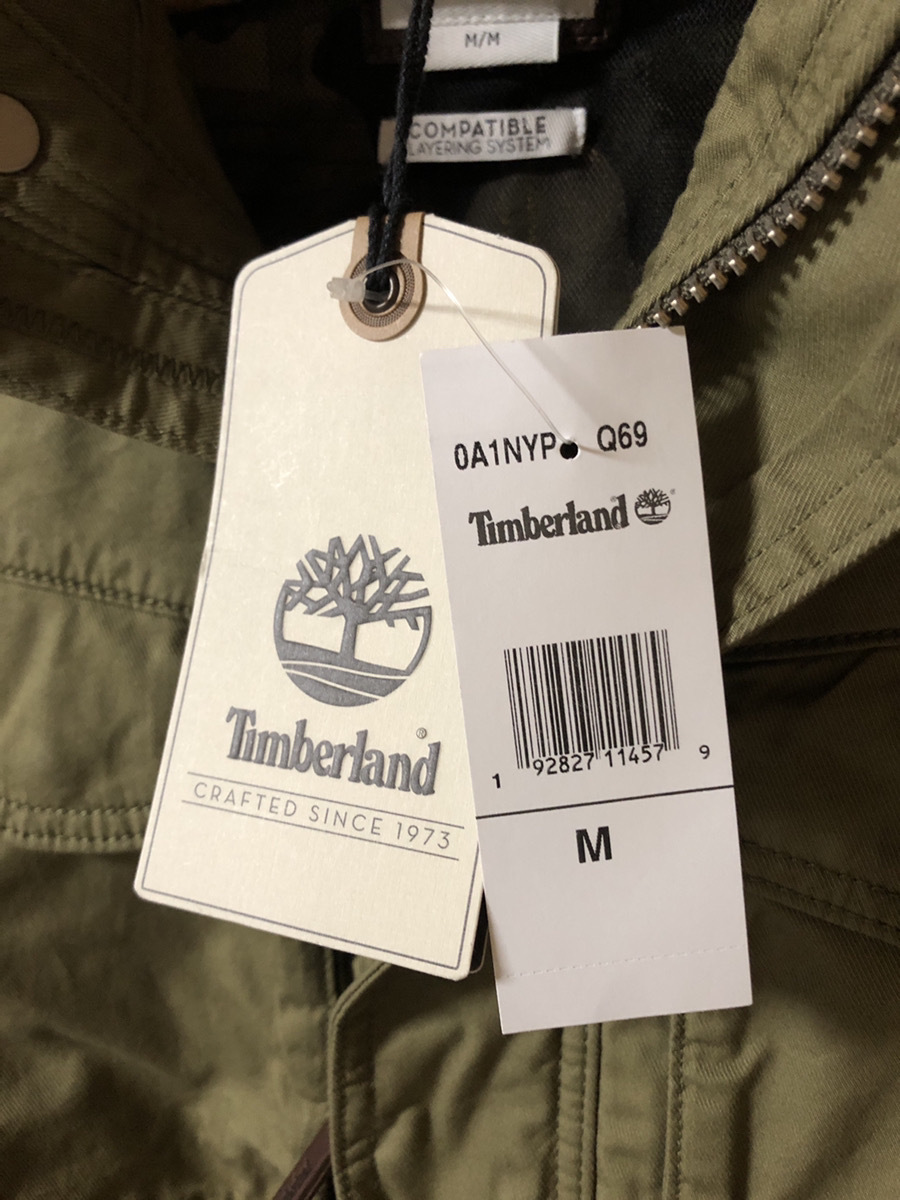 M/M
COMPATIBLE
LAYERING SYSTEM
0A1NYP Q69
Timberland ®
1 92827 11457 9
M
Timberland®
CRAFTED SINCE 1973